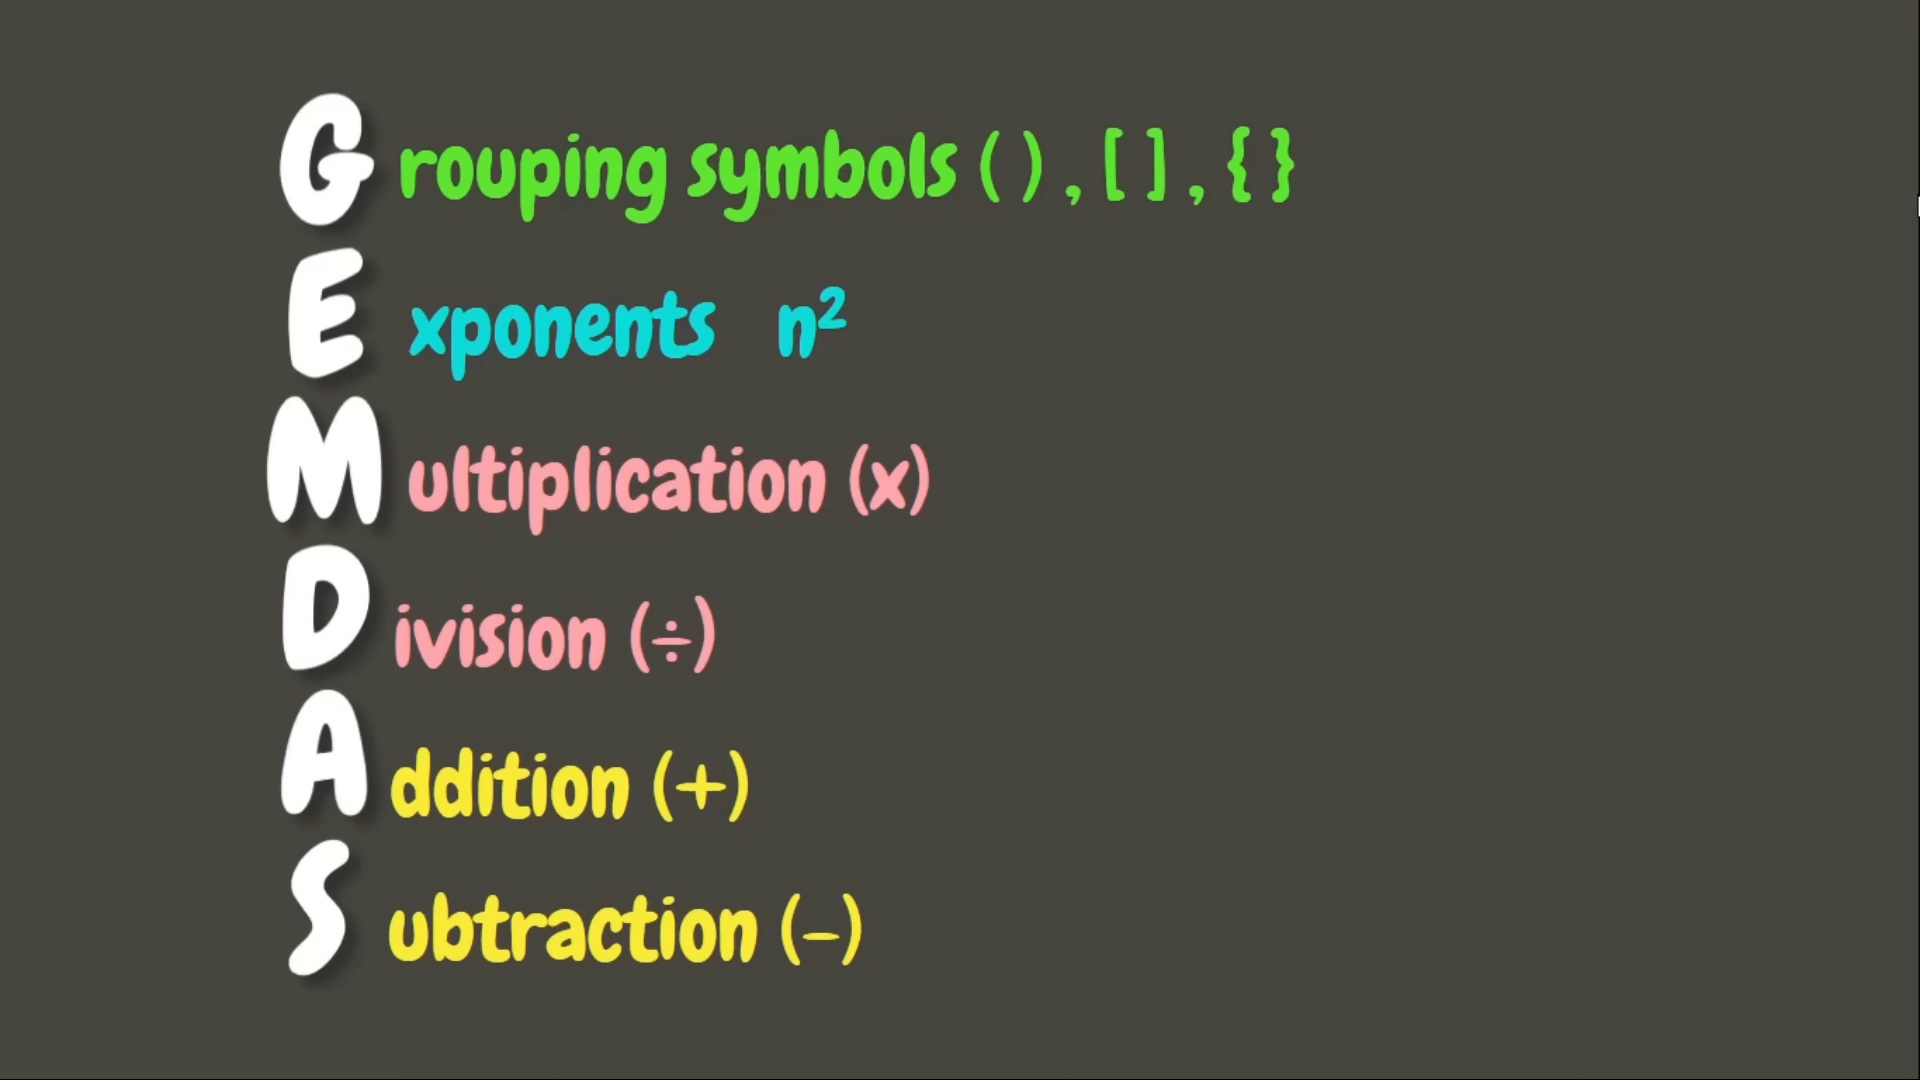 Grouping symbols ( ) , [ ] , { }
Exponents n²
Multiplication (x)
Division (÷)
Addition (+)
Subtraction (–)